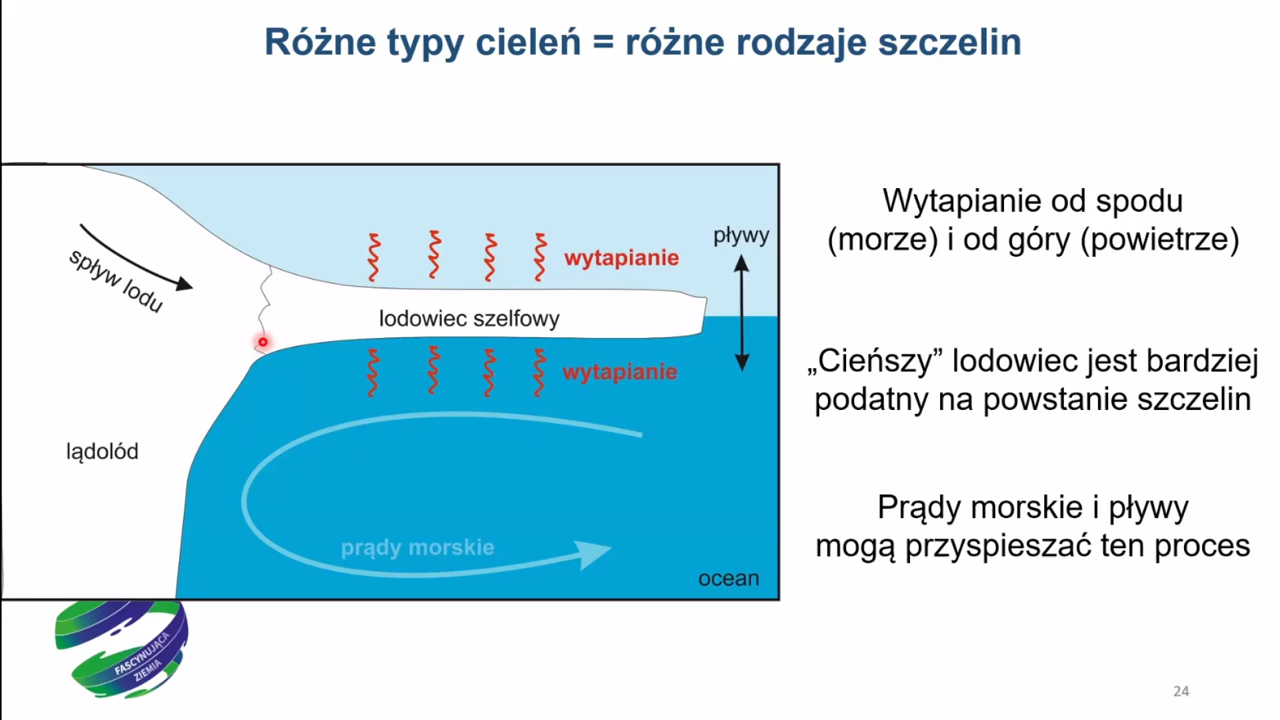 Różne typy cieleń = różne rodzaje szczelin
spływ lodu
wytapianie
pływy
lodowiec szelfowy
wytapianie
lądolód
prądy morskie
ocean
Wytapianie od spodu
(morze) i od góry (powietrze)
„Cieńszy” lodowiec jest bardziej
podatny na powstanie szczelin
Prądy morskie i pływy
mogą przyspieszać ten proces
FASCYNUJĄCA
ZIEMIA
24